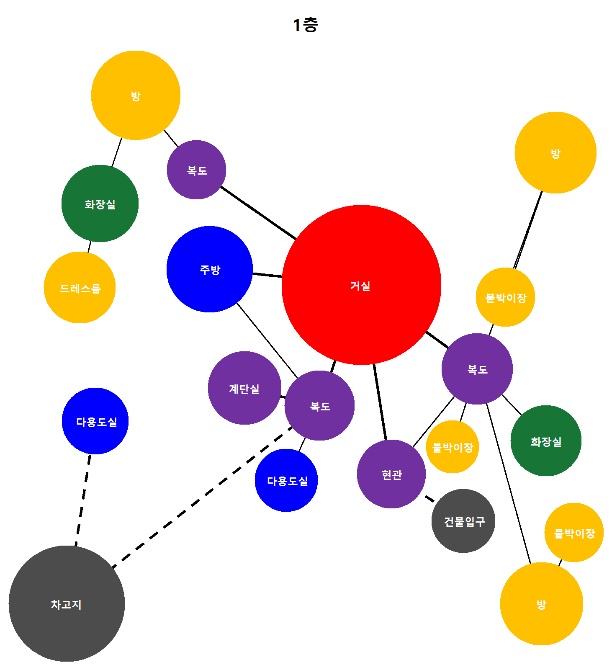 1층
방
방
복도
화장실
주방
거실
드레스룸
붙박이장
복도
계단실
복도
다용도실
화장실
붙박이장
현관
다용도실
건물입구
붙박이장
차고지
방